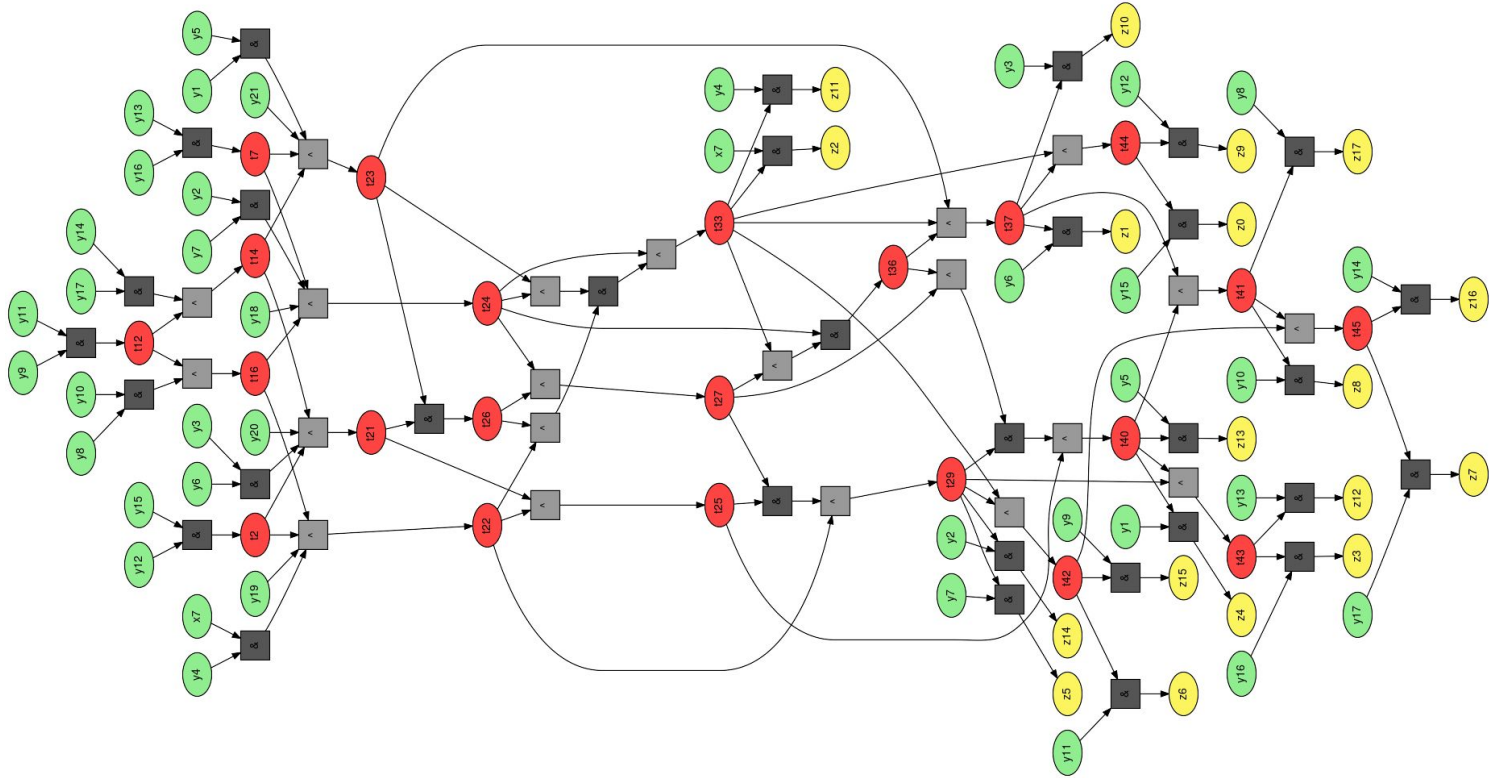 y9 y11
y8 y10 & y17 y14
y12 y15 & t12 & y16 y13
y4 x7 & y6 y3 ^ ^ y7 y2 & y1 y5
& y19 t2 & y20 t16 y18 t14 & t7 y21 &
^ ^ ^ ^
t21 t23
&
t22 t26 t24
^ ^ ^ ^
&
^
t25 t27 t33 x7 y4
& ^ & &
^ & z2 z11
t36
y7 y2 t29 ^ ^
& & ^ & y6 t37 y3
y11 z5 z14 t42 y9 ^ & ^ &
& & y1 t40 y5 y15 z1 t44 y12 z10
z6 z15 & ^ & ^ & &
y16 z4 t43 y13 z13 y10 t41 z0 z9 y8
& & & ^ &
y17 z3 z12 z8 t45 y14 z17
& &
z7 z16